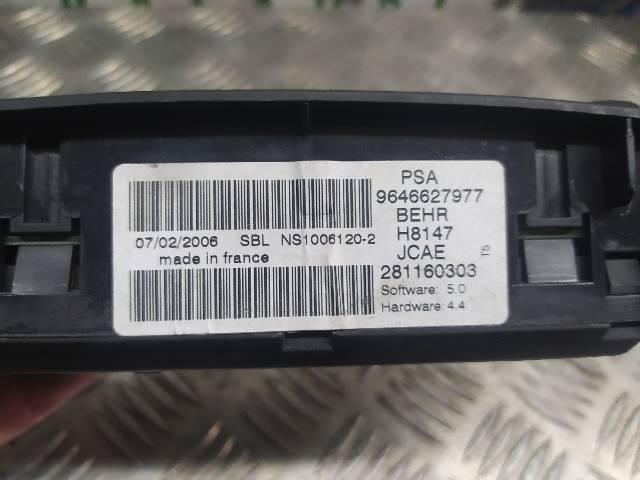 PSA
9646627977
BEHR
H8147
JCAE
281160303
Software: 5.0
Hardware: 4.4
T5
07/02/2006 SBL NS1006120-2
made in france